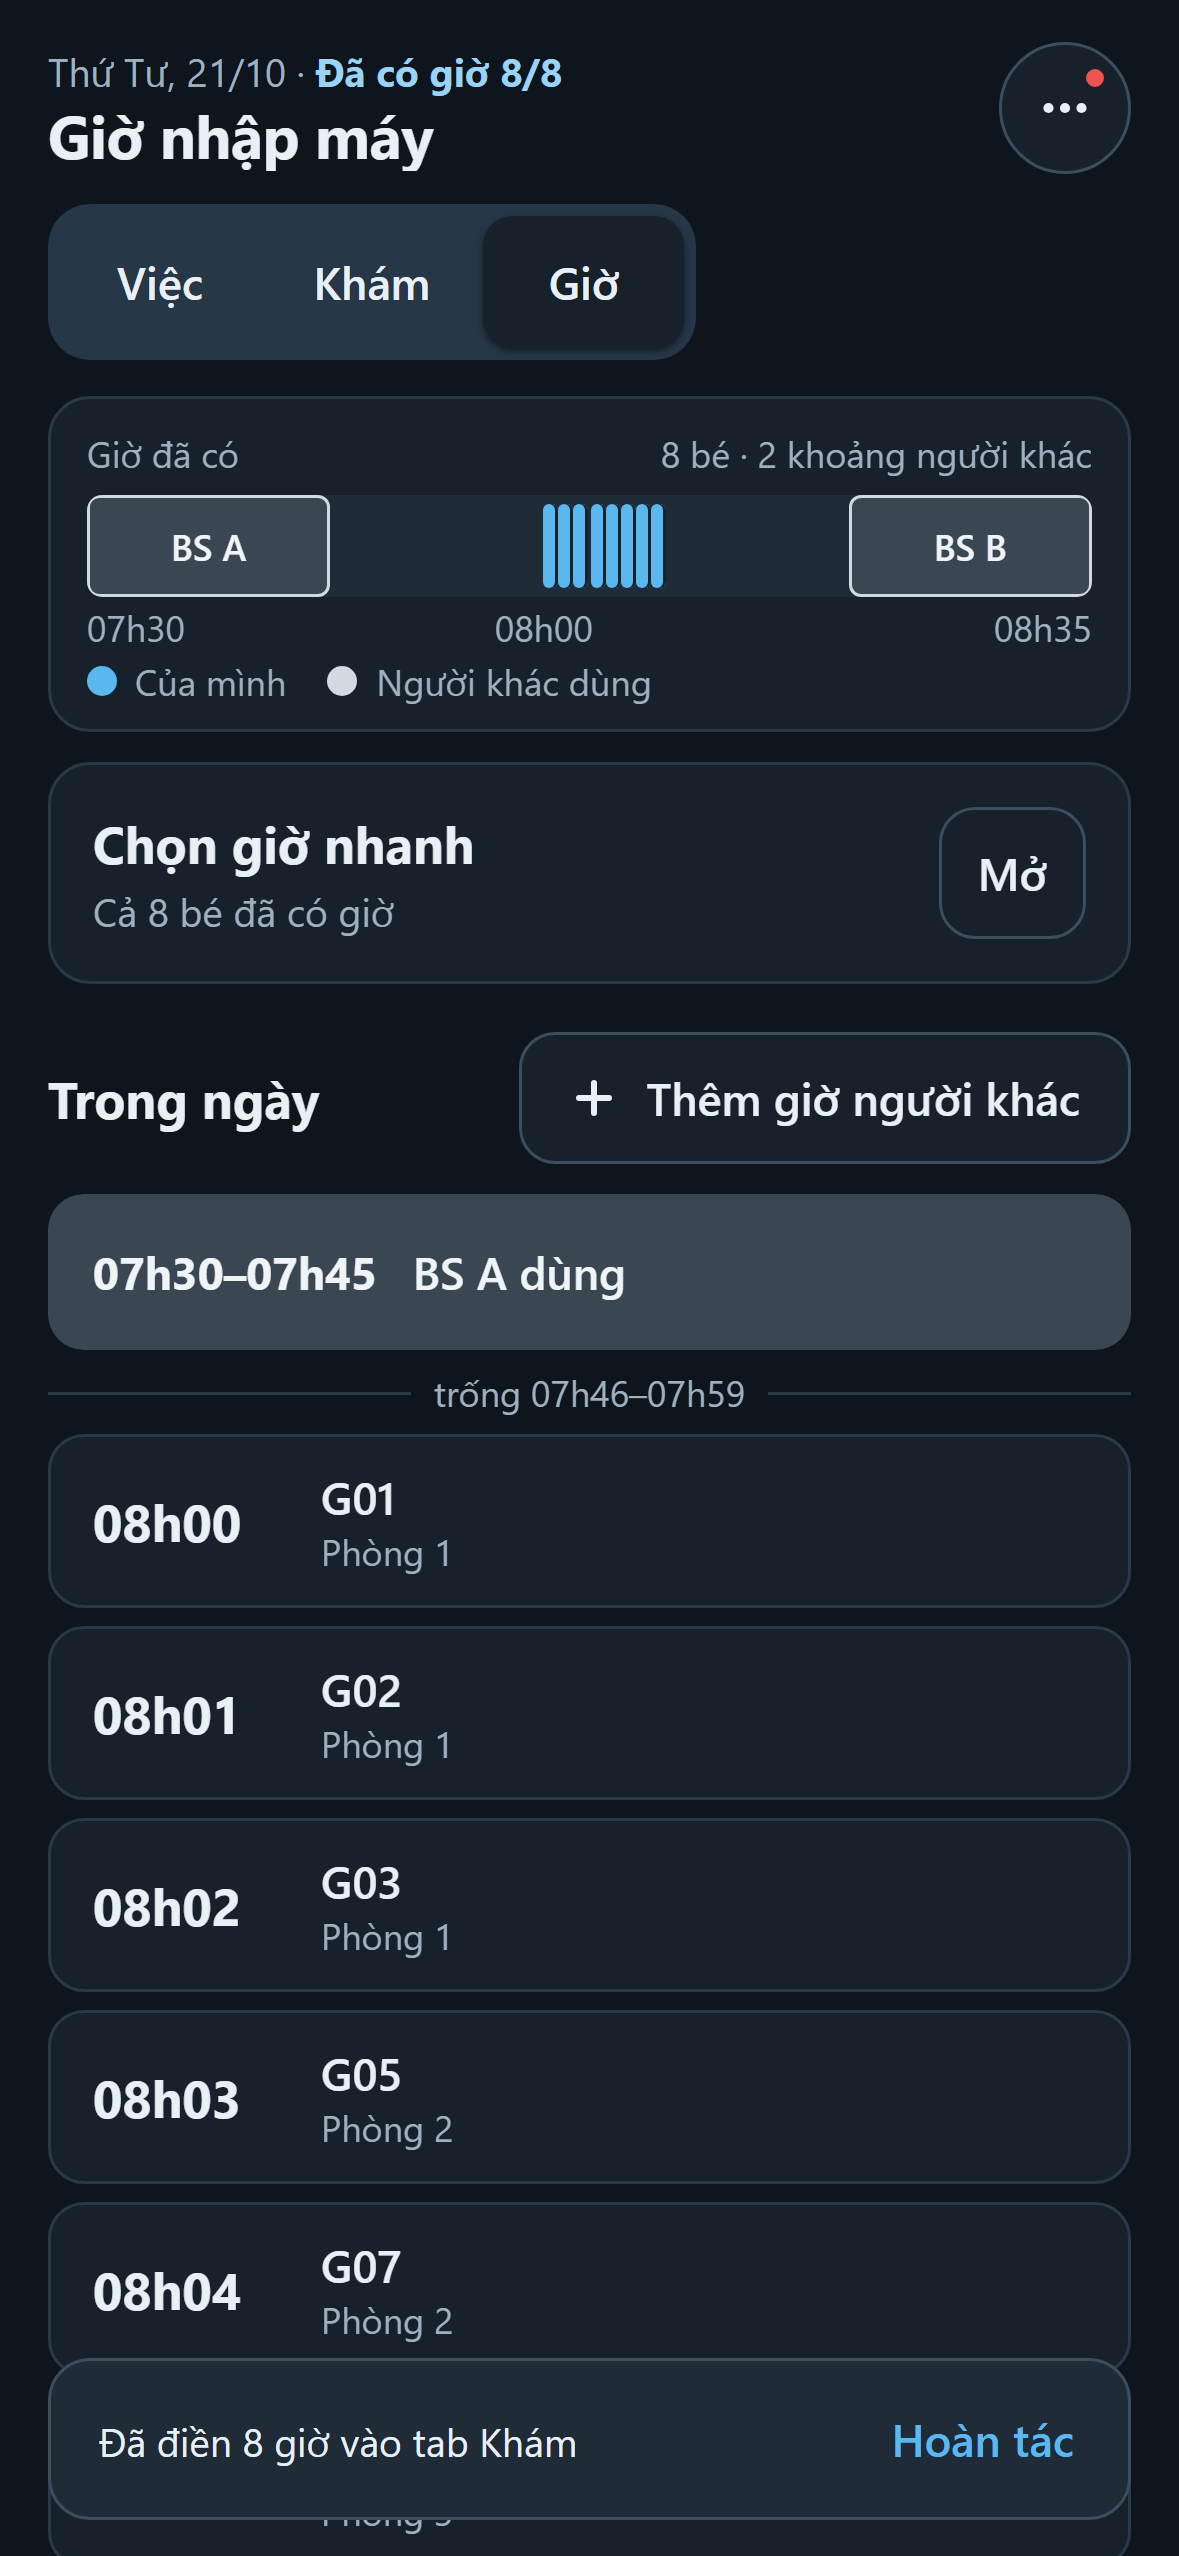 Thứ Tư, 21/10 · Đã có giờ 8/8
Giờ nhập máy
Việc
Khám
Giờ
Giờ đã có
8 bé · 2 khoảng người khác
BS A
BS B
07h30
08h00
08h35
Của mình
Người khác dùng
Chọn giờ nhanh
Cả 8 bé đã có giờ
Mở
Trong ngày
+ Thêm giờ người khác
07h30–07h45 BS A dùng
trống 07h46–07h59
08h00
G01
Phòng 1
08h01
G02
Phòng 1
08h02
G03
Phòng 1
08h03
G05
Phòng 2
08h04
G07
Phòng 2
Đã điền 8 giờ vào tab Khám
Hoàn tác